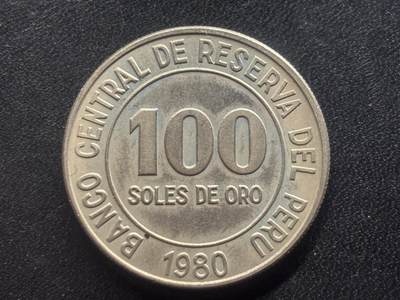 BANCO CENTRAL DE RESERVA DEL PERU
100
SOLES DE ORO
1980